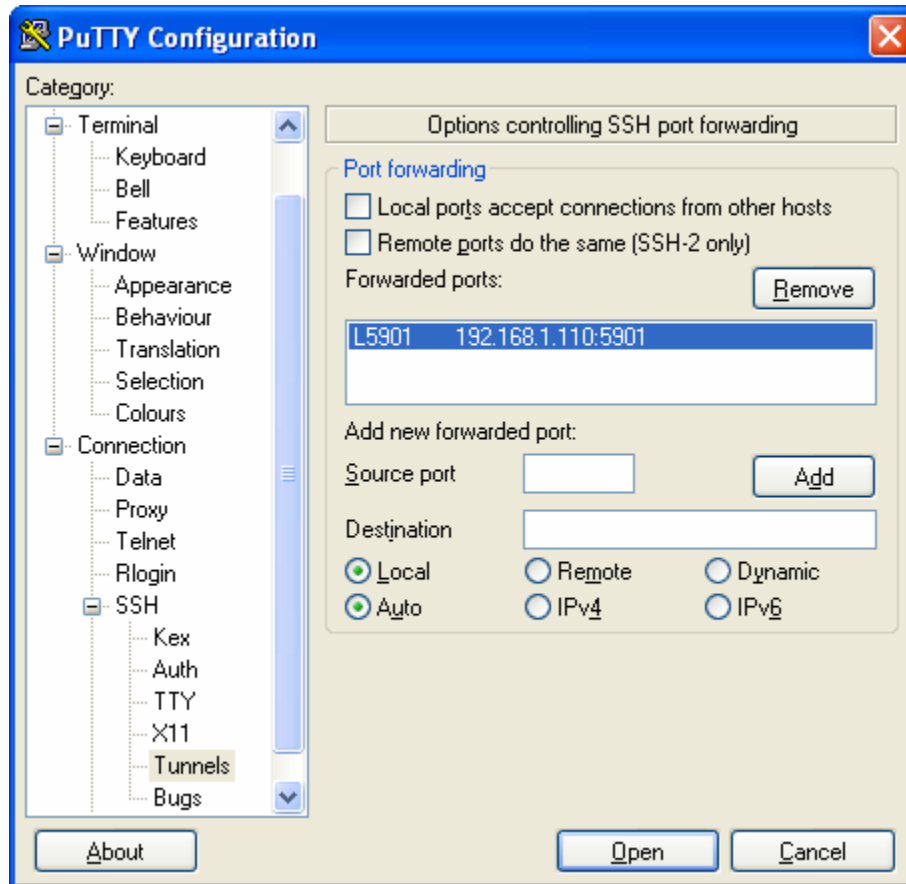 PuTTY Configuration
Category:
Terminal
Keyboard
Bell
Features
Window
Appearance
Behaviour
Translation
Selection
Colours
Connection
Data
Proxy
Telnet
Rlogin
SSH
Kex
Auth
TTY
X11
Tunnels
Bugs
Options controlling SSH port forwarding
Port forwarding
Local ports accept connections from other hosts
Remote ports do the same (SSH-2 only)
Forwarded ports:
Remove
L5901 192.168.1.110:5901
Add new forwarded port:
Source port
Add
Destination
Local Remote Dynamic
Auto IPv4 IPv6
About Open Cancel